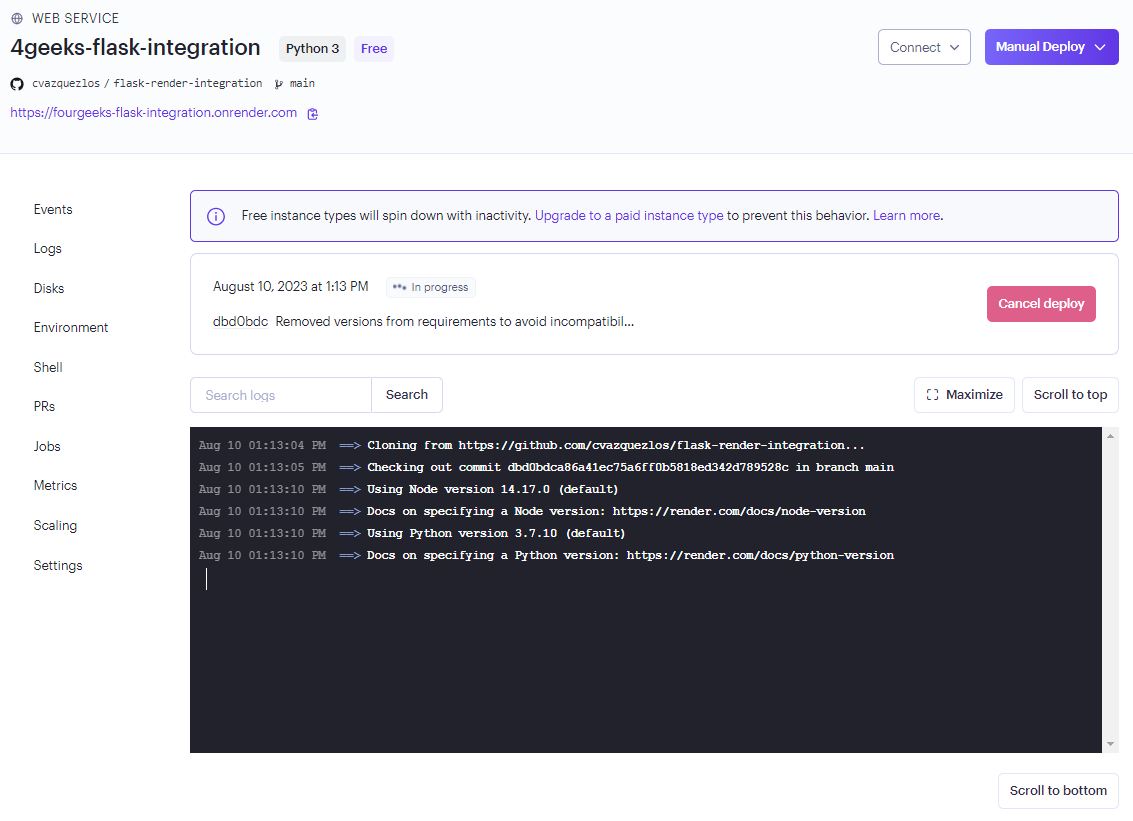 WEB SERVICE
4geeks-flask-integration Python 3 Free
Connect Manual Deploy
cvazquezlos / flask-render-integration main
https://fourgeeks-flask-integration.onrender.com
Events
Logs
Disks
Environment
Shell
PRs
Jobs
Metrics
Scaling
Settings
Free instance types will spin down with inactivity. Upgrade to a paid instance type to prevent this behavior. Learn more.
August 10, 2023 at 1:13 PM In progress
dbd0bdc Removed versions from requirements to avoid incompatibil...
Cancel deploy
Search logs Search Maximize Scroll to top
Aug 10 01:13:04 PM ==> Cloning from https://github.com/cvazquezlos/flask-render-integration...
Aug 10 01:13:05 PM ==> Checking out commit dbd0bdca86a41ec75a6ff0b5818ed342d789528c in branch main
Aug 10 01:13:10 PM ==> Using Node version 14.17.0 (default)
Aug 10 01:13:10 PM ==> Docs on specifying a Node version: https://render.com/docs/node-version
Aug 10 01:13:10 PM ==> Using Python version 3.7.10 (default)
Aug 10 01:13:10 PM ==> Docs on specifying a Python version: https://render.com/docs/python-version
Scroll to bottom